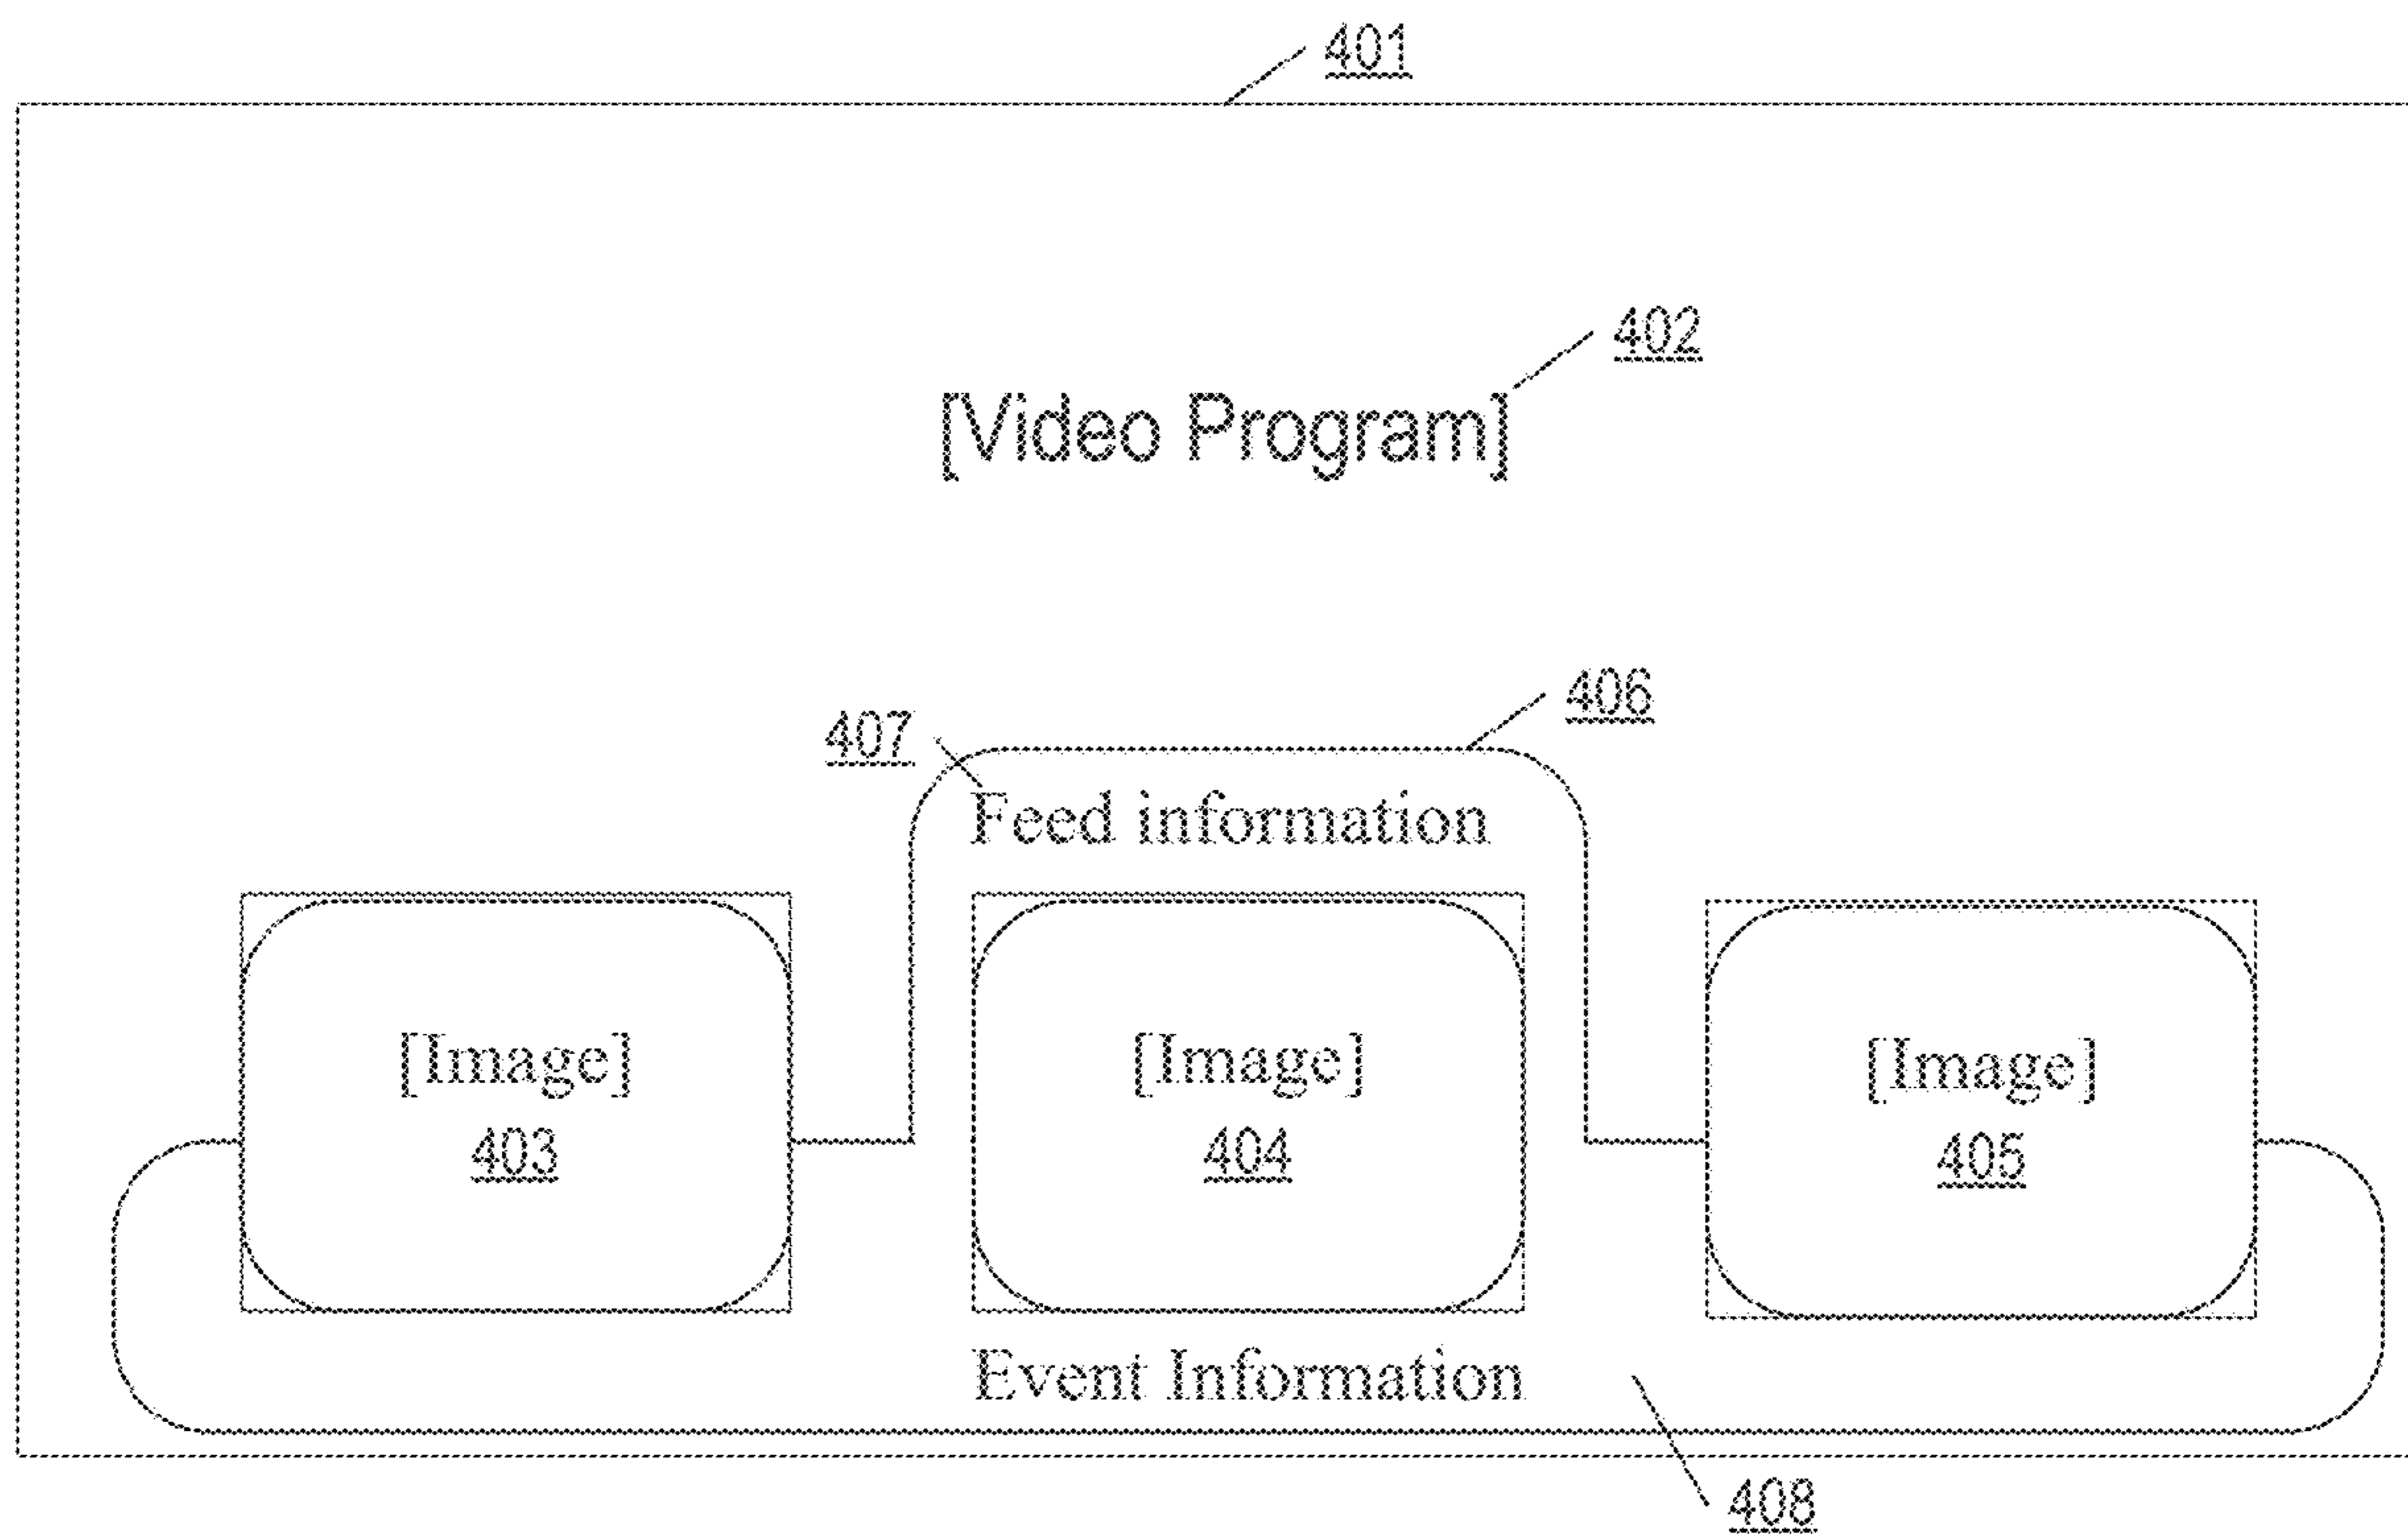 401
402
[Video Program]
406
407
Feed information
[Image]
403
[Image]
404
[Image]
405
Event Information
408